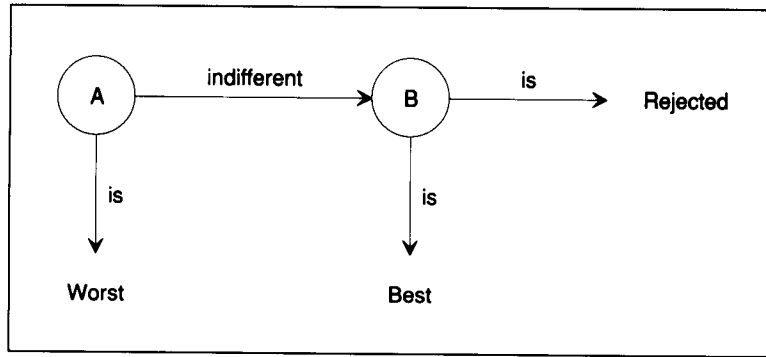 indifferent
is
A
B
Rejected
is
is
Worst
Best